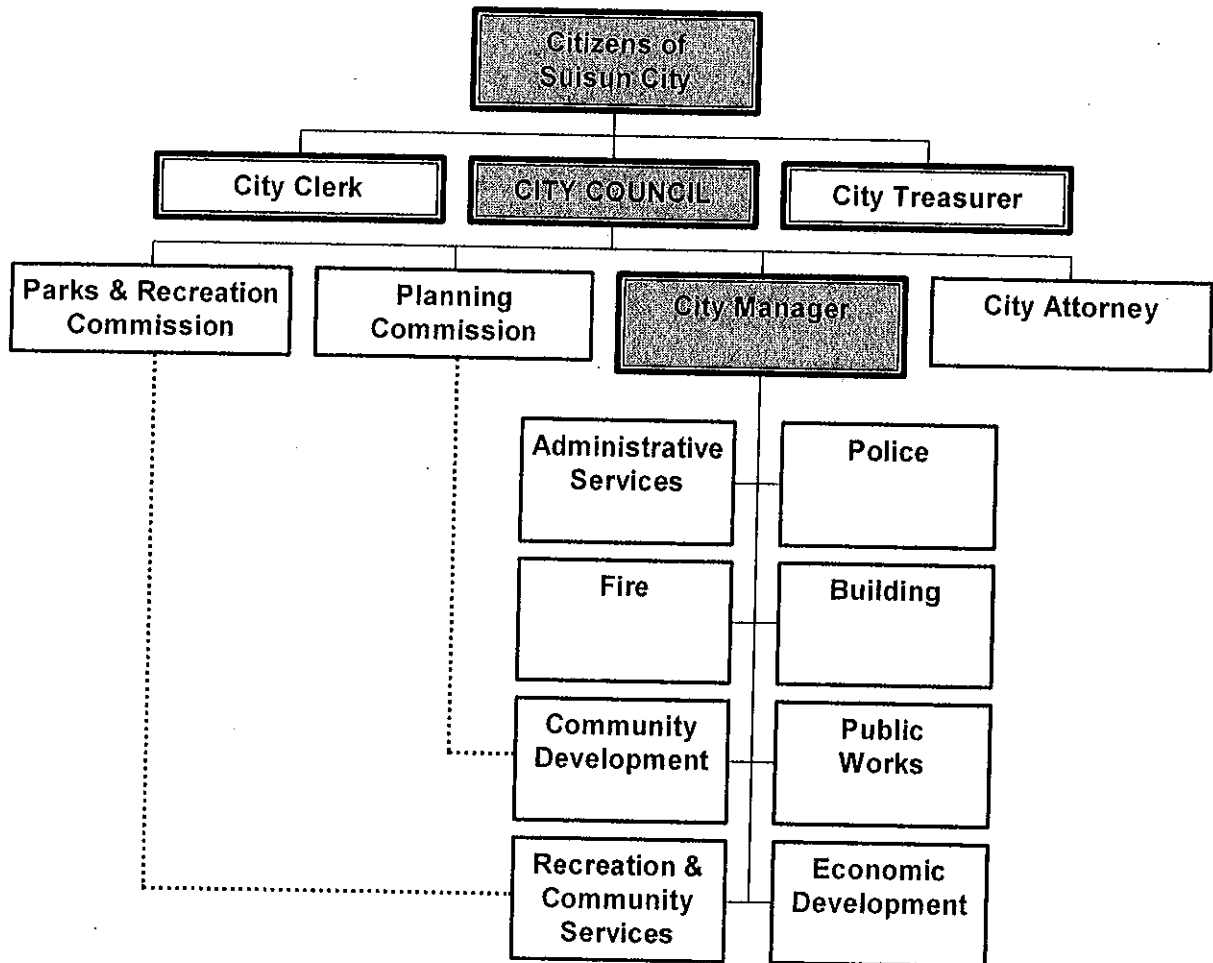 Citizens of
Suisun City
City Clerk
CITY COUNCIL
City Treasurer
Parks & Recreation
Commission
Planning
Commission
City Manager
City Attorney
Administrative
Services
Police
Fire
Building
Community
Development
Public
Works
Recreation &
Community
Services
Economic
Development